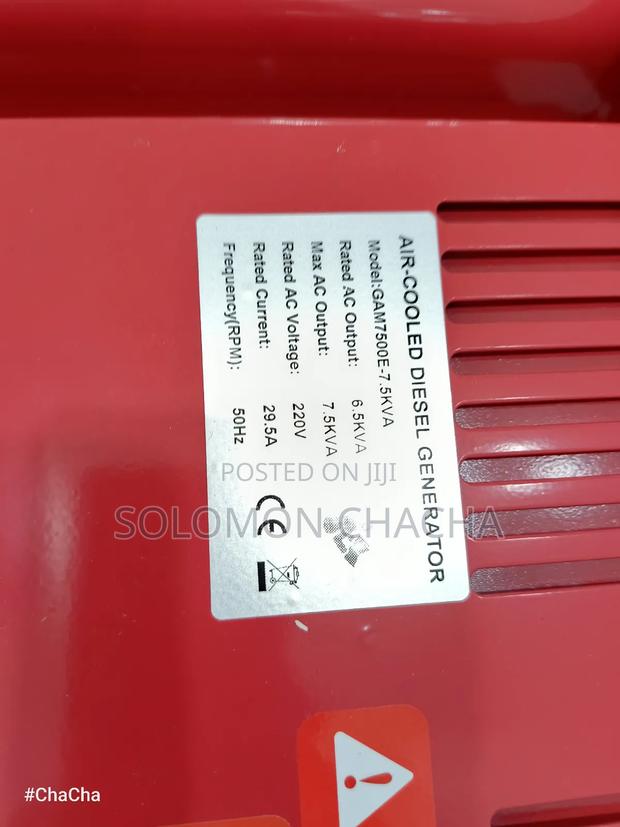 AIR-COOLED DIESEL GENERATOR
Model:GAM7500E-7.5KVA
Rated AC Output: 6.5KVA
Max AC Output: 7.5KVA
Rated AC Voltage: 220V
Rated Current: 29.5A
Frequency(RPM): 50Hz
CE
POSTED ON JIJI
SOLOMON CHACHA
#ChaCha